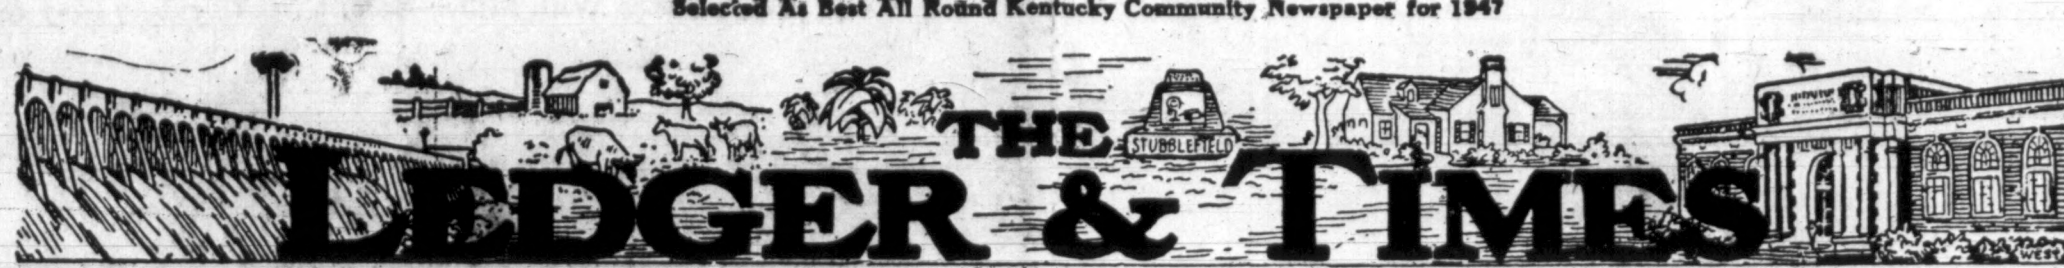 Selected As Best All Round Kentucky Community Newspaper for 1947
THE
STUBBLEFIELD
LEDGER & TIMES
WEST